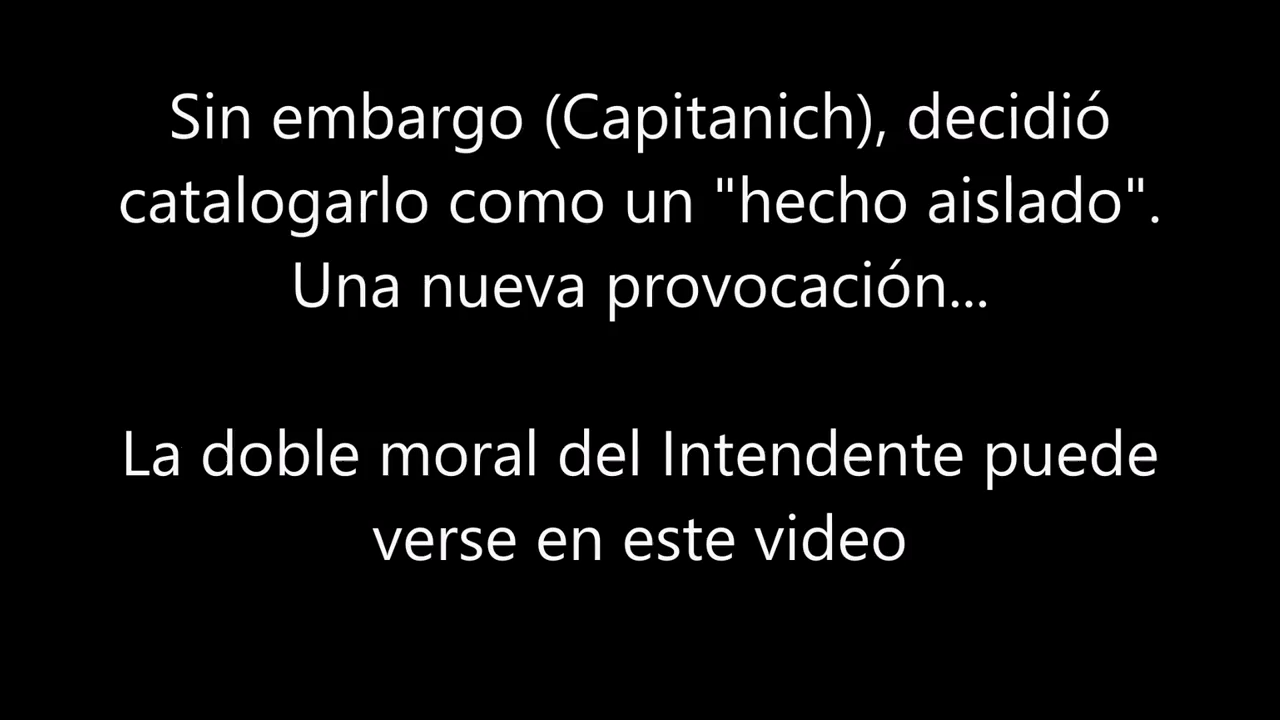 Sin embargo (Capitanich), decidió
catalogarlo como un "hecho aislado".
Una nueva provocación...
La doble moral del Intendente puede
verse en este video